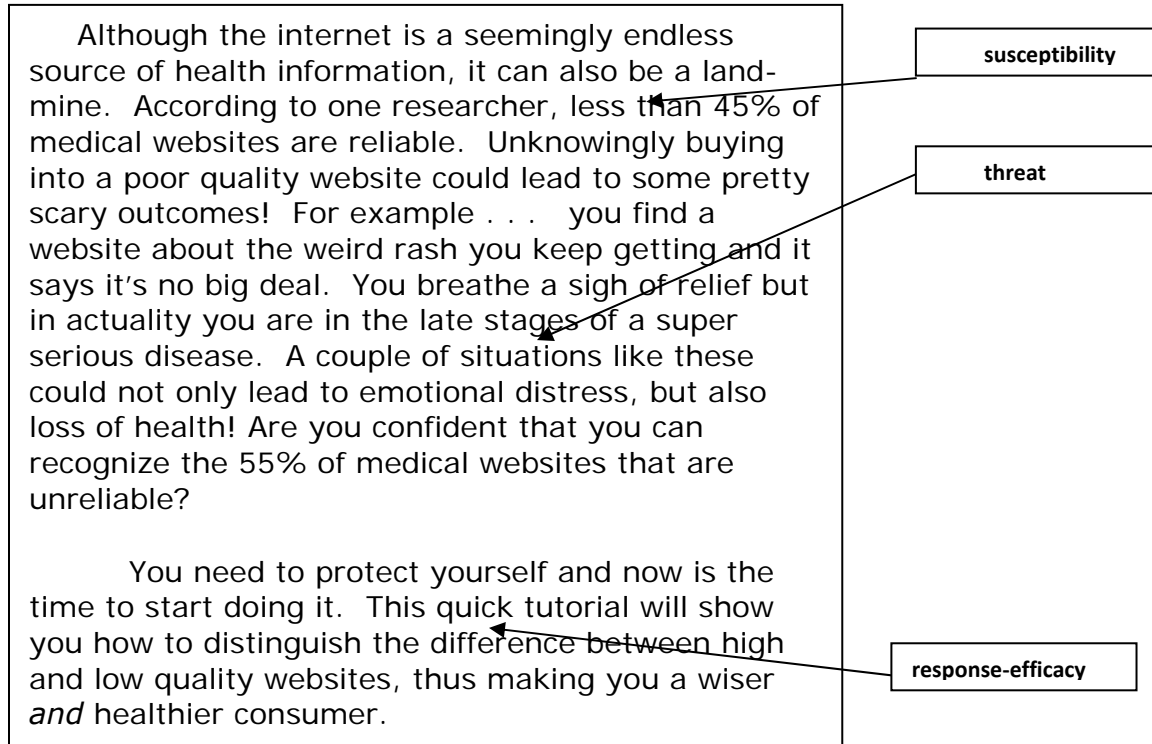 Although the internet is a seemingly endless
source of health information, it can also be a land-
mine.  According to one researcher, less than 45% of
medical websites are reliable.  Unknowingly buying
into a poor quality website could lead to some pretty
scary outcomes!  For example . . .   you find a
website about the weird rash you keep getting and it
says it's no big deal.  You breathe a sigh of relief but
in actuality you are in the late stages of a super
serious disease.  A couple of situations like these
could not only lead to emotional distress, but also
loss of health! Are you confident that you can
recognize the 55% of medical websites that are
unreliable?
You need to protect yourself and now is the
time to start doing it.  This quick tutorial will show
you how to distinguish the difference between high
and low quality websites, thus making you a wiser
and healthier consumer.
susceptibility
threat
response-efficacy